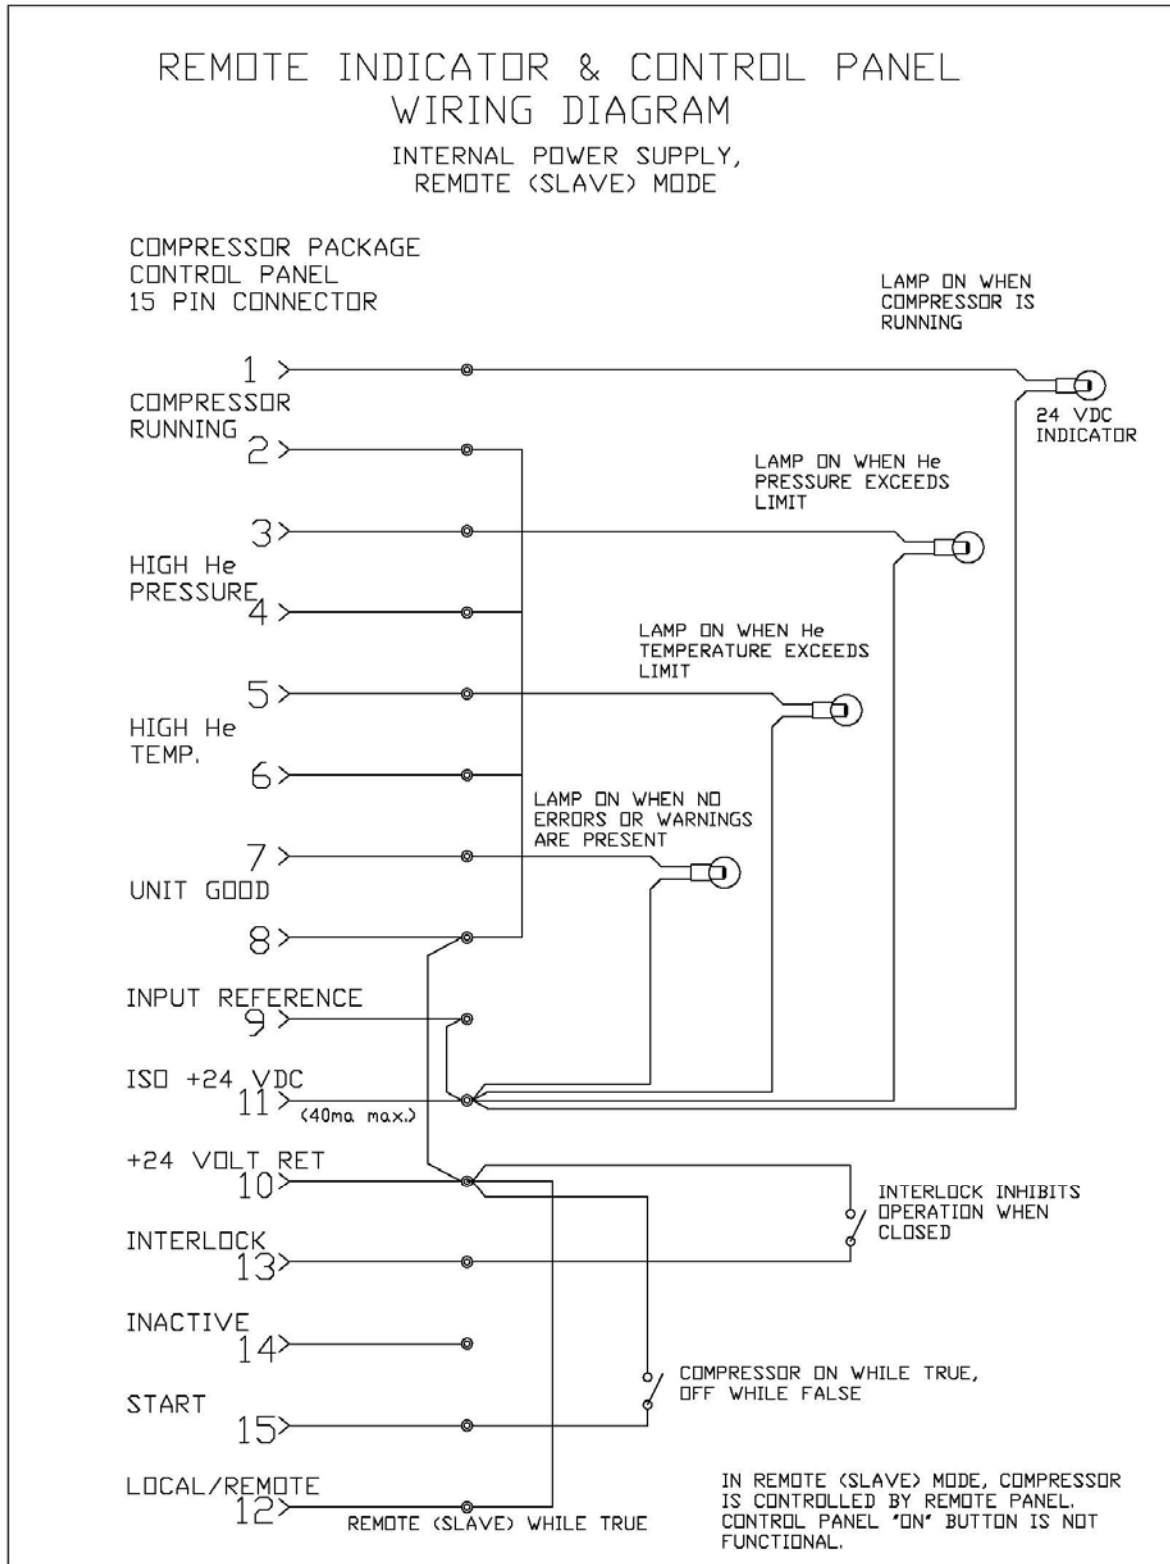 REMOTE INDICATOR & CONTROL PANEL
WIRING DIAGRAM
INTERNAL POWER SUPPLY,
REMOTE (SLAVE) MODE
COMPRESSOR PACKAGE
CONTROL PANEL
15 PIN CONNECTOR
LAMP ON WHEN
COMPRESSOR IS
RUNNING
1
COMPRESSOR
RUNNING
2
24 VDC
INDICATOR
LAMP ON WHEN He
PRESSURE EXCEEDS
LIMIT
3
HIGH He
PRESSURE
4
LAMP ON WHEN He
TEMPERATURE EXCEEDS
LIMIT
5
HIGH He
TEMP.
6
LAMP ON WHEN NO
ERRORS OR WARNINGS
ARE PRESENT
7
UNIT GOOD
8
INPUT REFERENCE
9
ISO +24 VDC
11 (40ma max.)
+24 VOLT RET
10
INTERLOCK INHIBITS
OPERATION WHEN
CLOSED
INTERLOCK
13
INACTIVE
14
COMPRESSOR ON WHILE TRUE,
OFF WHILE FALSE
START
15
LOCAL/REMOTE
12
REMOTE (SLAVE) WHILE TRUE
IN REMOTE (SLAVE) MODE, COMPRESSOR
IS CONTROLLED BY REMOTE PANEL.
CONTROL PANEL "ON" BUTTON IS NOT
FUNCTIONAL.